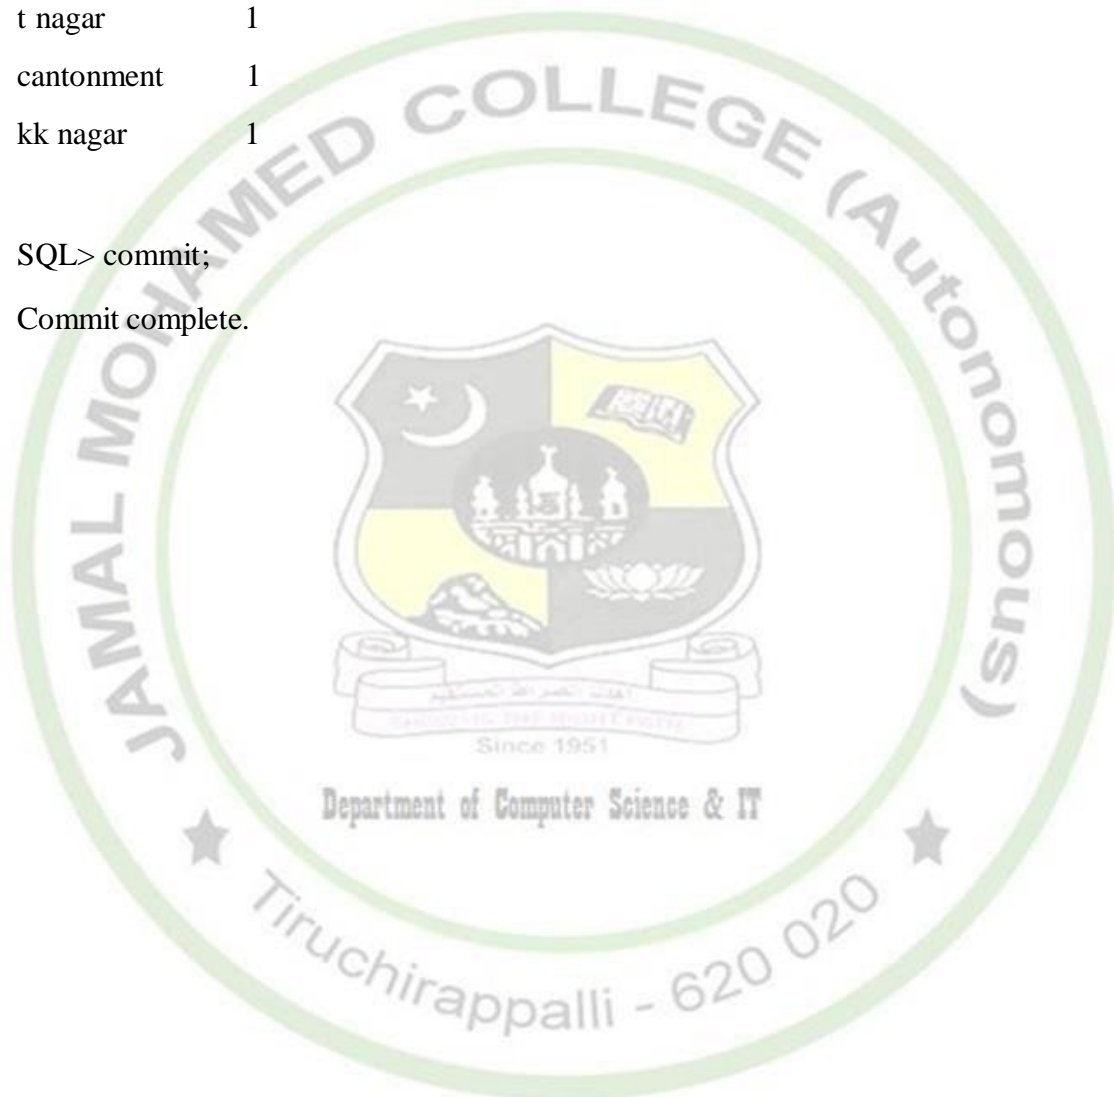 t nagar 1
cantonment 1
kk nagar 1
SQL> commit;
Commit complete.
JAMAL MOHAMED COLLEGE (Autonomous)
Since 1951
Department of Computer Science & IT
★ Tiruchirappalli - 620 020 ★